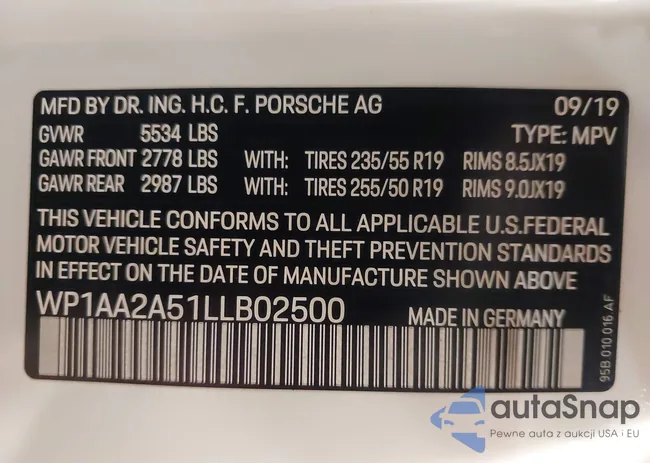 MFD BY DR. ING. H.C. F. PORSCHE AG 09/19
GVWR 5534 LBS TYPE: MPV
GAWR FRONT 2778 LBS WITH: TIRES 235/55 R19 RIMS 8.5JX19
GAWR REAR 2987 LBS WITH: TIRES 255/50 R19 RIMS 9.0JX19
THIS VEHICLE CONFORMS TO ALL APPLICABLE U.S.FEDERAL
MOTOR VEHICLE SAFETY AND THEFT PREVENTION STANDARDS
IN EFFECT ON THE DATE OF MANUFACTURE SHOWN ABOVE
WP1AA2A51LLB02500 MADE IN GERMANY
95B 010 016 AF
autoSnap
Pewne auta z aukcji USA i EU